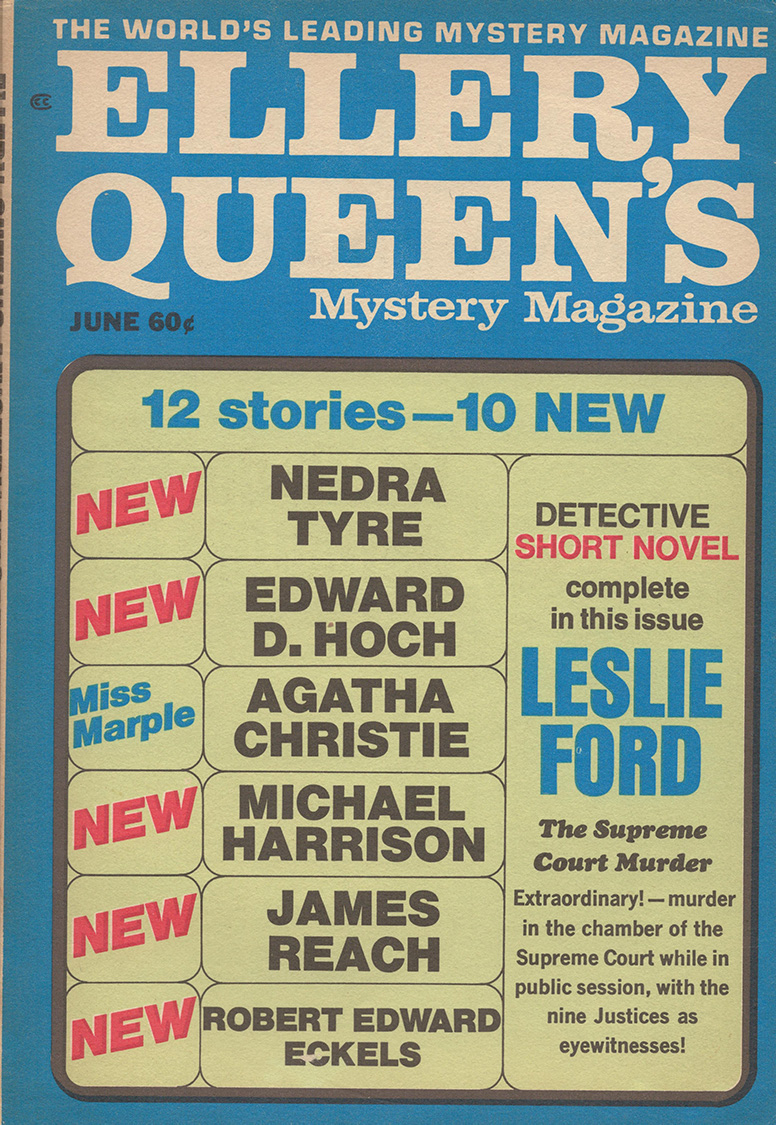 THE WORLD'S LEADING MYSTERY MAGAZINE
ELLERY
QUEEN'S
Mystery Magazine
JUNE 60¢
12 stories—10 NEW
NEW
NEDRA
TYRE
NEW
EDWARD
D. HOCH
Miss
Marple
AGATHA
CHRISTIE
NEW
MICHAEL
HARRISON
NEW
JAMES
REACH
NEW
ROBERT EDWARD
ECKELS
DETECTIVE
SHORT NOVEL
complete
in this issue
LESLIE
FORD
The Supreme
Court Murder
Extraordinary!—murder
in the chamber of the
Supreme Court while in
public session, with the
nine Justices as
eyewitnesses!